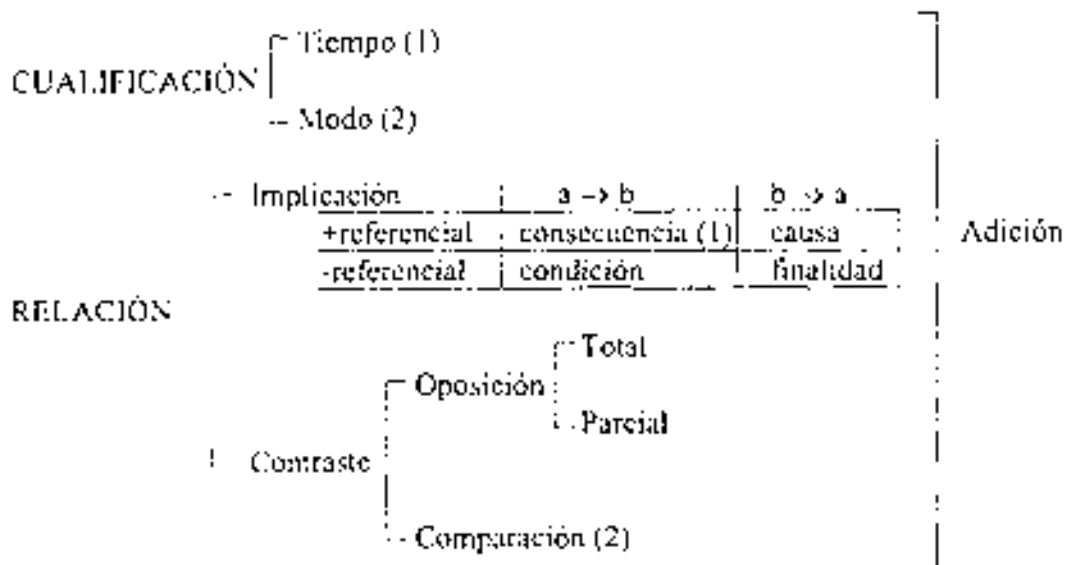 Tiempo (1)
CUALIFICACIÓN
Modo (2)
Implicación a -> b b -> a
+referencial consecuencia (1) causa Adición
-referencial condición finalidad
RELACIÓN
Total
Oposición
Parcial
Contraste
Comparación (2)